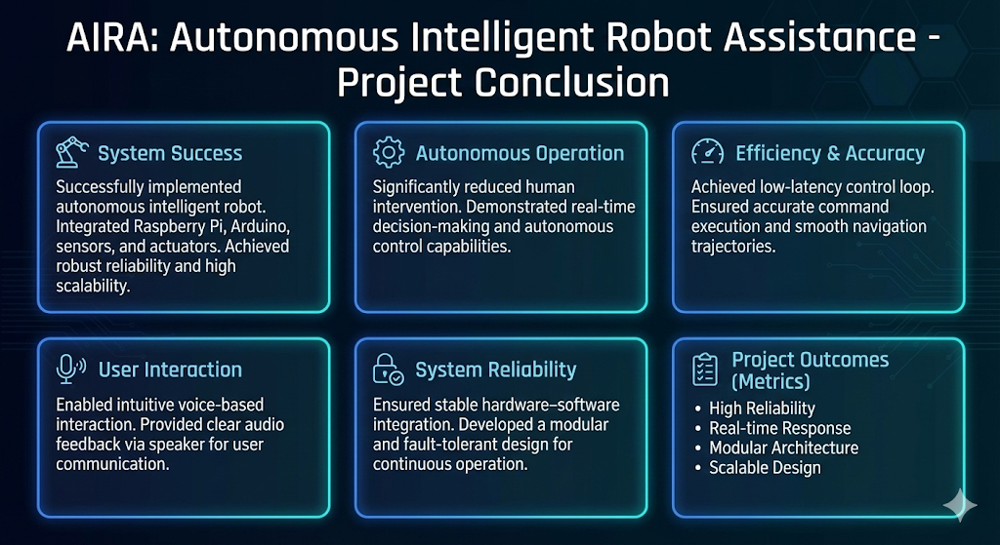 AIRA: Autonomous Intelligent Robot Assistance -
Project Conclusion
System Success
Successfully implemented
autonomous intelligent robot.
Integrated Raspberry Pi, Arduino,
sensors, and actuators. Achieved
robust reliability and high
scalability.
Autonomous Operation
Significantly reduced human
intervention. Demonstrated real-time
decision-making and autonomous
control capabilities.
Efficiency & Accuracy
Achieved low-latency control loop.
Ensured accurate command
execution and smooth navigation
trajectories.
User Interaction
Enabled intuitive voice-based
interaction. Provided clear audio
feedback via speaker for user
communication.
System Reliability
Ensured stable hardware–software
integration. Developed a modular
and fault-tolerant design for
continuous operation.
Project Outcomes
(Metrics)
• High Reliability
• Real-time Response
• Modular Architecture
• Scalable Design